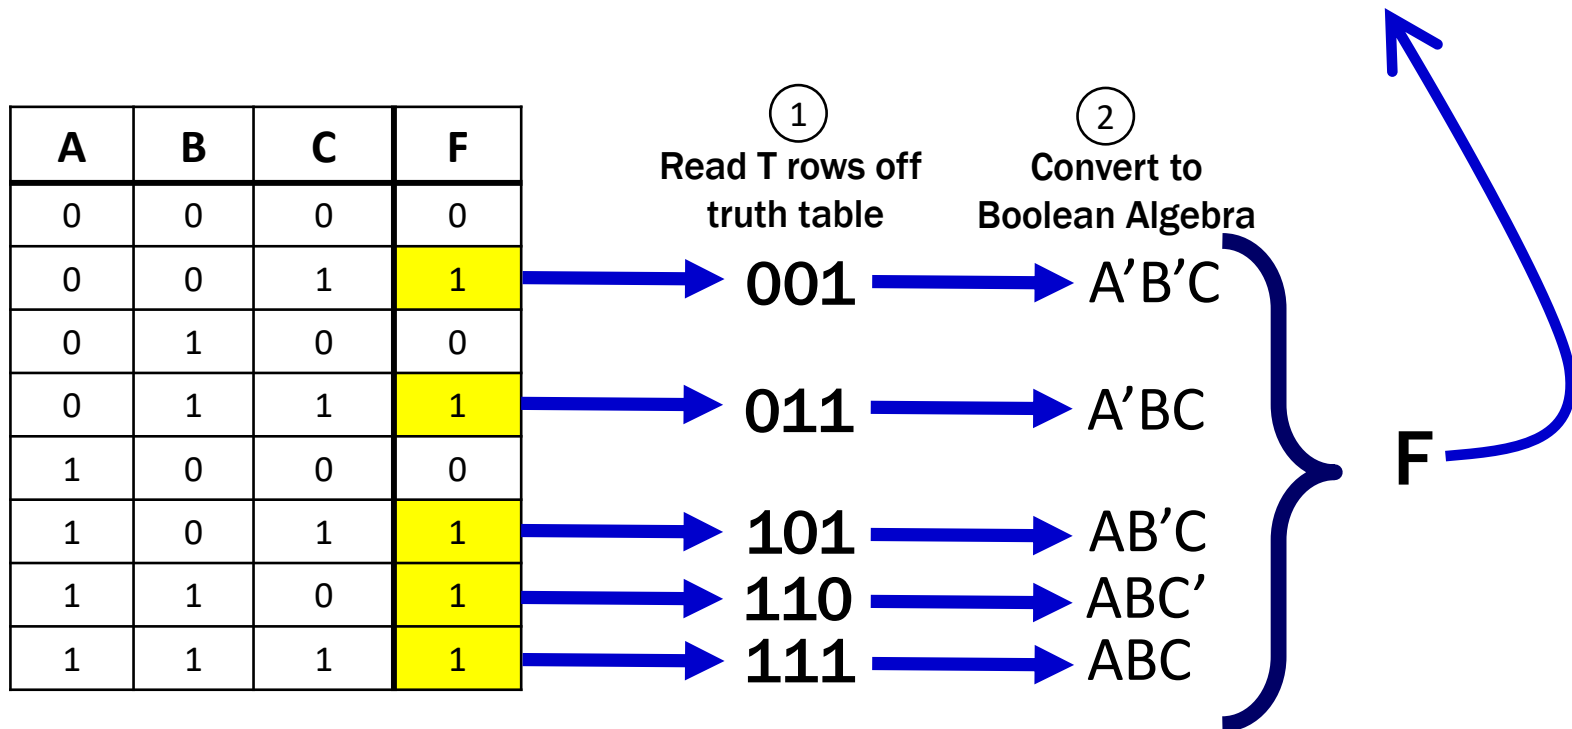 1 2
Read T rows off Convert to
truth table Boolean Algebra
A B C F
0 0 0 0
0 0 1 1 001 A’B’C
0 1 0 0
0 1 1 1 011 A’BC
1 0 0 0 F
1 0 1 1 101 AB’C
1 1 0 1 110 ABC’
1 1 1 1 111 ABC